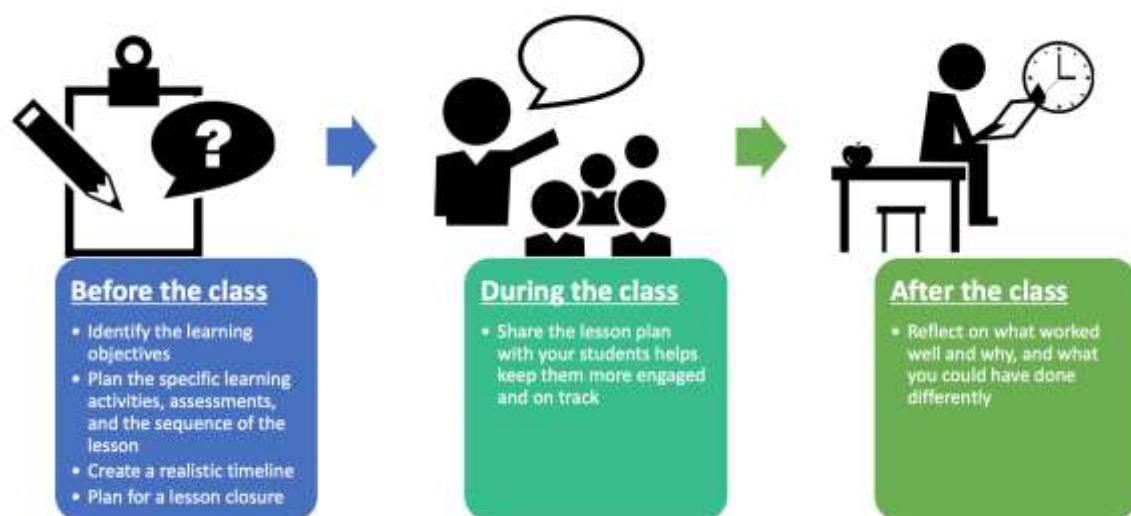 ?
Before the class
• Identify the learning
objectives
• Plan the specific learning
activities, assessments,
and the sequence of the
lesson
• Create a realistic timeline
• Plan for a lesson closure
During the class
• Share the lesson plan
with your students helps
keep them more engaged
and on track
After the class
• Reflect on what worked
well and why, and what
you could have done
differently